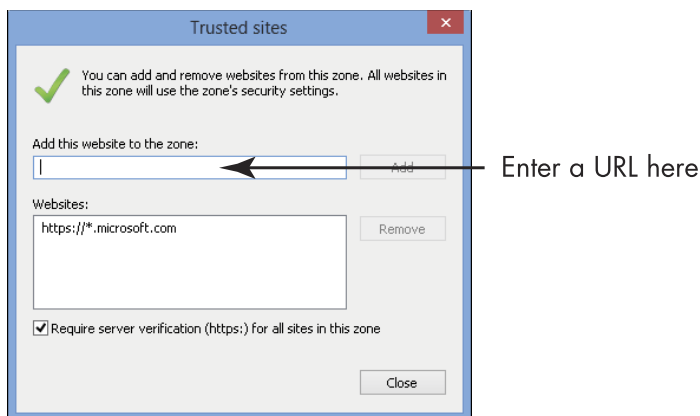 Trusted sites
You can add and remove websites from this zone. All websites in
this zone will use the zone's security settings.
Add this website to the zone:
Add
Enter a URL here
Websites:
https://*.microsoft.com
Remove
Require server verification (https:) for all sites in this zone
Close